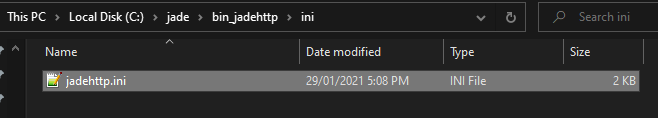 This PC > Local Disk (C:) > jade > bin_jadehttp > ini
Search ini
Name Date modified Type Size
jadehttp.ini 29/01/2021 5:08 PM INI File 2 KB